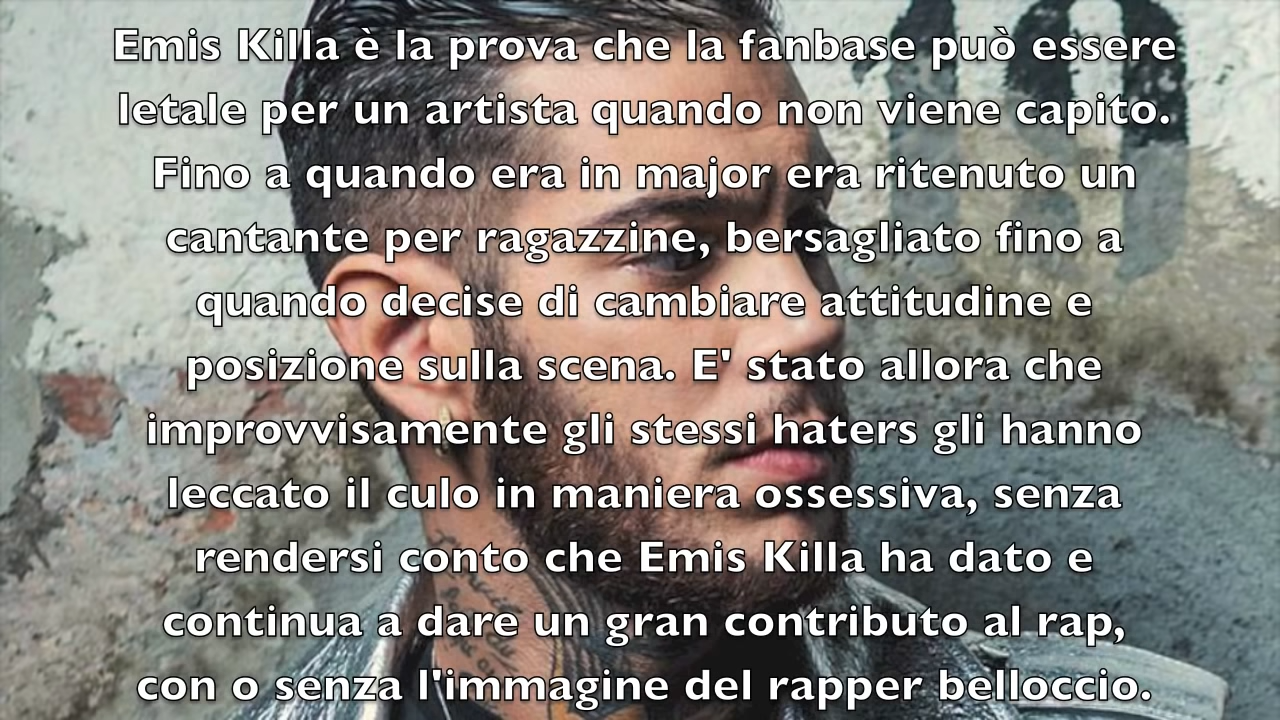 Emis Killa è la prova che la fanbase può essere
letale per un artista quando non viene capito.
Fino a quando era in major era ritenuto un
cantante per ragazzine, bersagliato fino a
quando decise di cambiare attitudine e
posizione sulla scena. E' stato allora che
improvvisamente gli stessi haters gli hanno
leccato il culo in maniera ossessiva, senza
rendersi conto che Emis Killa ha dato e
continua a dare un gran contributo al rap,
con o senza l'immagine del rapper belloccio.